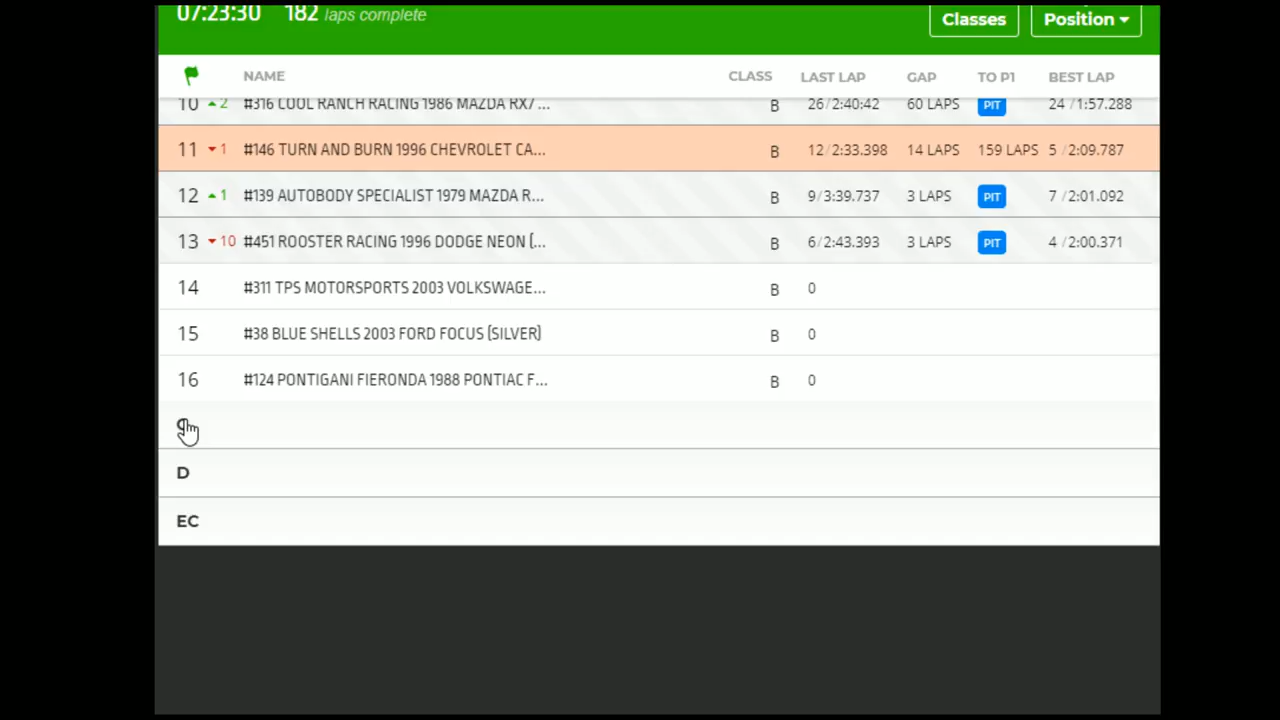 07:23:30 182 laps complete Classes Position
NAME CLASS LAST LAP GAP TO P1 BEST LAP
10 2 #316 COOL RANCH RACING 1986 MAZDA RX7 ... B 26/2:40:42 60 LAPS PIT 24 /1:57.288
11 1 #146 TURN AND BURN 1996 CHEVROLET CA... B 12/2:33.398 14 LAPS 159 LAPS 5 /2:09.787
12 1 #139 AUTOBODY SPECIALIST 1979 MAZDA R... B 9/3:39.737 3 LAPS PIT 7 /2:01.092
13 10 #451 ROOSTER RACING 1996 DODGE NEON (... B 6/2:43.393 3 LAPS PIT 4 /2:00.371
14 #311 TPS MOTORSPORTS 2003 VOLKSWAGE... B 0
15 #38 BLUE SHELLS 2003 FORD FOCUS (SILVER) B 0
16 #124 PONTIGANI FIERONDA 1988 PONTIAC F... B 0
D
EC